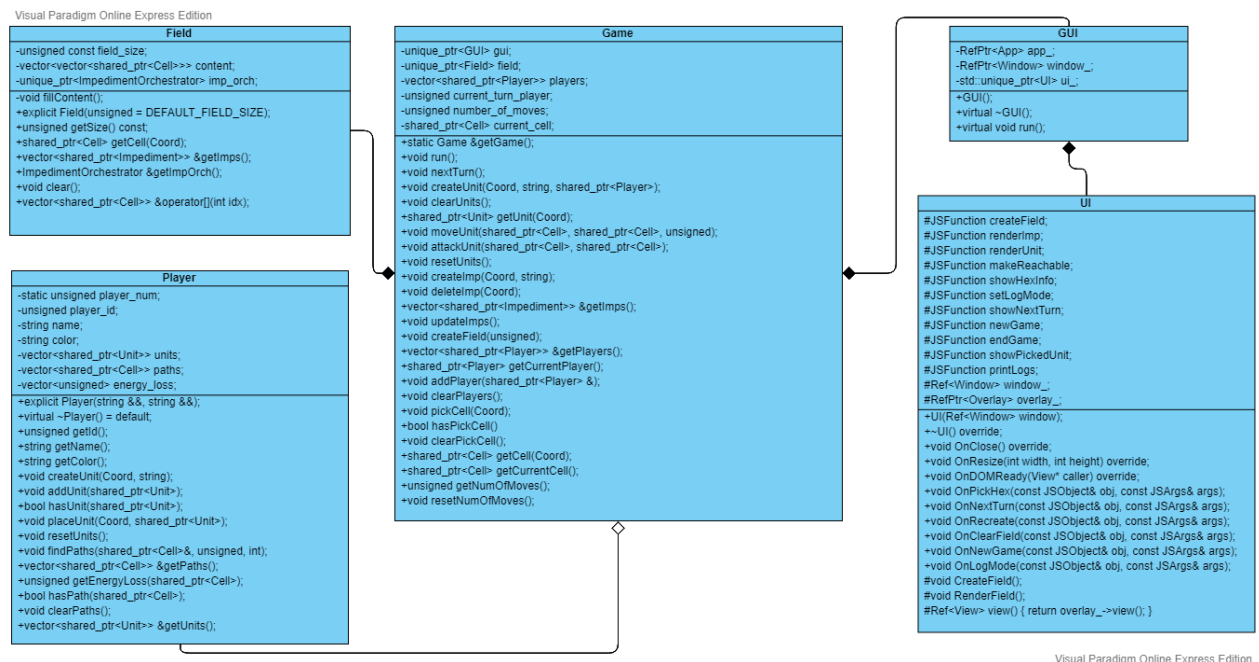 Visual Paradigm Online Express Edition
Field
-unsigned const field_size;
-vector<vector<shared_ptr<Cell>>> content;
-unique_ptr<ImpedimentOrchestrator> imp_orch;
-void fillContent();
+explicit Field(unsigned = DEFAULT_FIELD_SIZE);
+unsigned getSize() const;
+shared_ptr<Cell> getCell(Coord);
+vector<shared_ptr<Impediment>> &getImps();
+ImpedimentOrchestrator &getImpOrch();
+void clear();
+vector<shared_ptr<Cell>> &operator[](int idx);
Player
-static unsigned player_num;
-unsigned player_id;
-string name;
-string color;
-vector<shared_ptr<Unit>> units;
-vector<shared_ptr<Cell>> paths;
-vector<unsigned> energy_loss;
+explicit Player(string &&, string &&);
+virtual ~Player() = default;
+unsigned getId();
+string getName();
+string getColor();
+void createUnit(Coord, string);
+void addUnit(shared_ptr<Unit>);
+bool hasUnit(shared_ptr<Unit>);
+void placeUnit(Coord, shared_ptr<Unit>);
+void resetUnits();
+void findPaths(shared_ptr<Cell>&, unsigned, int);
+vector<shared_ptr<Cell>> &getPaths();
+unsigned getEnergyLoss(shared_ptr<Cell>);
+bool hasPath(shared_ptr<Cell>);
+void clearPaths();
+vector<shared_ptr<Unit>> &getUnits();
Game
-unique_ptr<GUI> gui;
-unique_ptr<Field> field;
-vector<shared_ptr<Player>> players;
-unsigned current_turn_player;
-unsigned number_of_moves;
-shared_ptr<Cell> current_cell;
+static Game &getGame();
+void run();
+void nextTurn();
+void createUnit(Coord, string, shared_ptr<Player>);
+void clearUnits();
+shared_ptr<Unit> getUnit(Coord);
+void moveUnit(shared_ptr<Cell>, shared_ptr<Cell>, unsigned);
+void attackUnit(shared_ptr<Cell>, shared_ptr<Cell>);
+void resetUnits();
+void createImp(Coord, string);
+void deleteImp(Coord);
+vector<shared_ptr<Impediment>> &getImps();
+void updateImps();
+void createField(unsigned);
+vector<shared_ptr<Player>> &getPlayers();
+shared_ptr<Player> getCurrentPlayer();
+void addPlayer(shared_ptr<Player> &);
+void clearPlayers();
+void pickCell(Coord);
+bool hasPickCell()
+void clearPickCell();
+shared_ptr<Cell> getCell(Coord);
+shared_ptr<Cell> getCurrentCell();
+unsigned getNumOfMoves();
+void resetNumOfMoves();
GUI
-RefPtr<App> app_;
-RefPtr<Window> window_;
-std::unique_ptr<UI> ui_;
+GUI();
+virtual ~GUI();
+virtual void run();
UI
#JSFunction createField;
#JSFunction renderImp;
#JSFunction renderUnit;
#JSFunction makeReachable;
#JSFunction showHexInfo;
#JSFunction setLogMode;
#JSFunction showNextTurn;
#JSFunction newGame;
#JSFunction endGame;
#JSFunction showPickedUnit;
#JSFunction printLogs;
#Ref<Window> window_;
#RefPtr<Overlay> overlay_;
+UI(Ref<Window> window);
+~UI() override;
+void OnClose() override;
+void OnResize(int width, int height) override;
+void OnDOMReady(View* caller) override;
+void OnPickHex(const JSObject& obj, const JSArgs& args);
+void OnNextTurn(const JSObject& obj, const JSArgs& args);
+void OnRecreate(const JSObject& obj, const JSArgs& args);
+void OnClearField(const JSObject& obj, const JSArgs& args);
+void OnNewGame(const JSObject& obj, const JSArgs& args);
+void OnLogMode(const JSObject& obj, const JSArgs& args);
#void CreateField();
#void RenderField();
#Ref<View> view() { return overlay_->view(); }
Visual Paradigm Online Express Edition